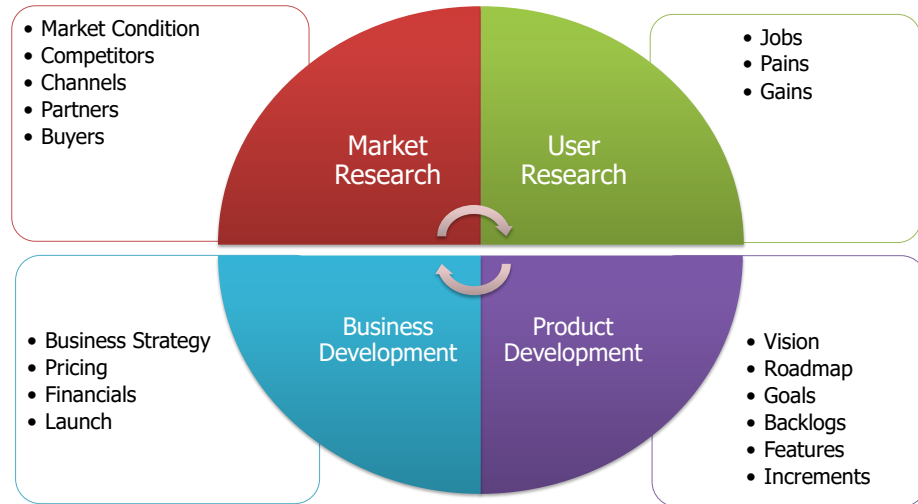 • Market Condition
• Competitors
• Channels
• Partners
• Buyers
Market
Research
User
Research
• Jobs
• Pains
• Gains
• Business Strategy
• Pricing
• Financials
• Launch
Business
Development
Product
Development
• Vision
• Roadmap
• Goals
• Backlogs
• Features
• Increments